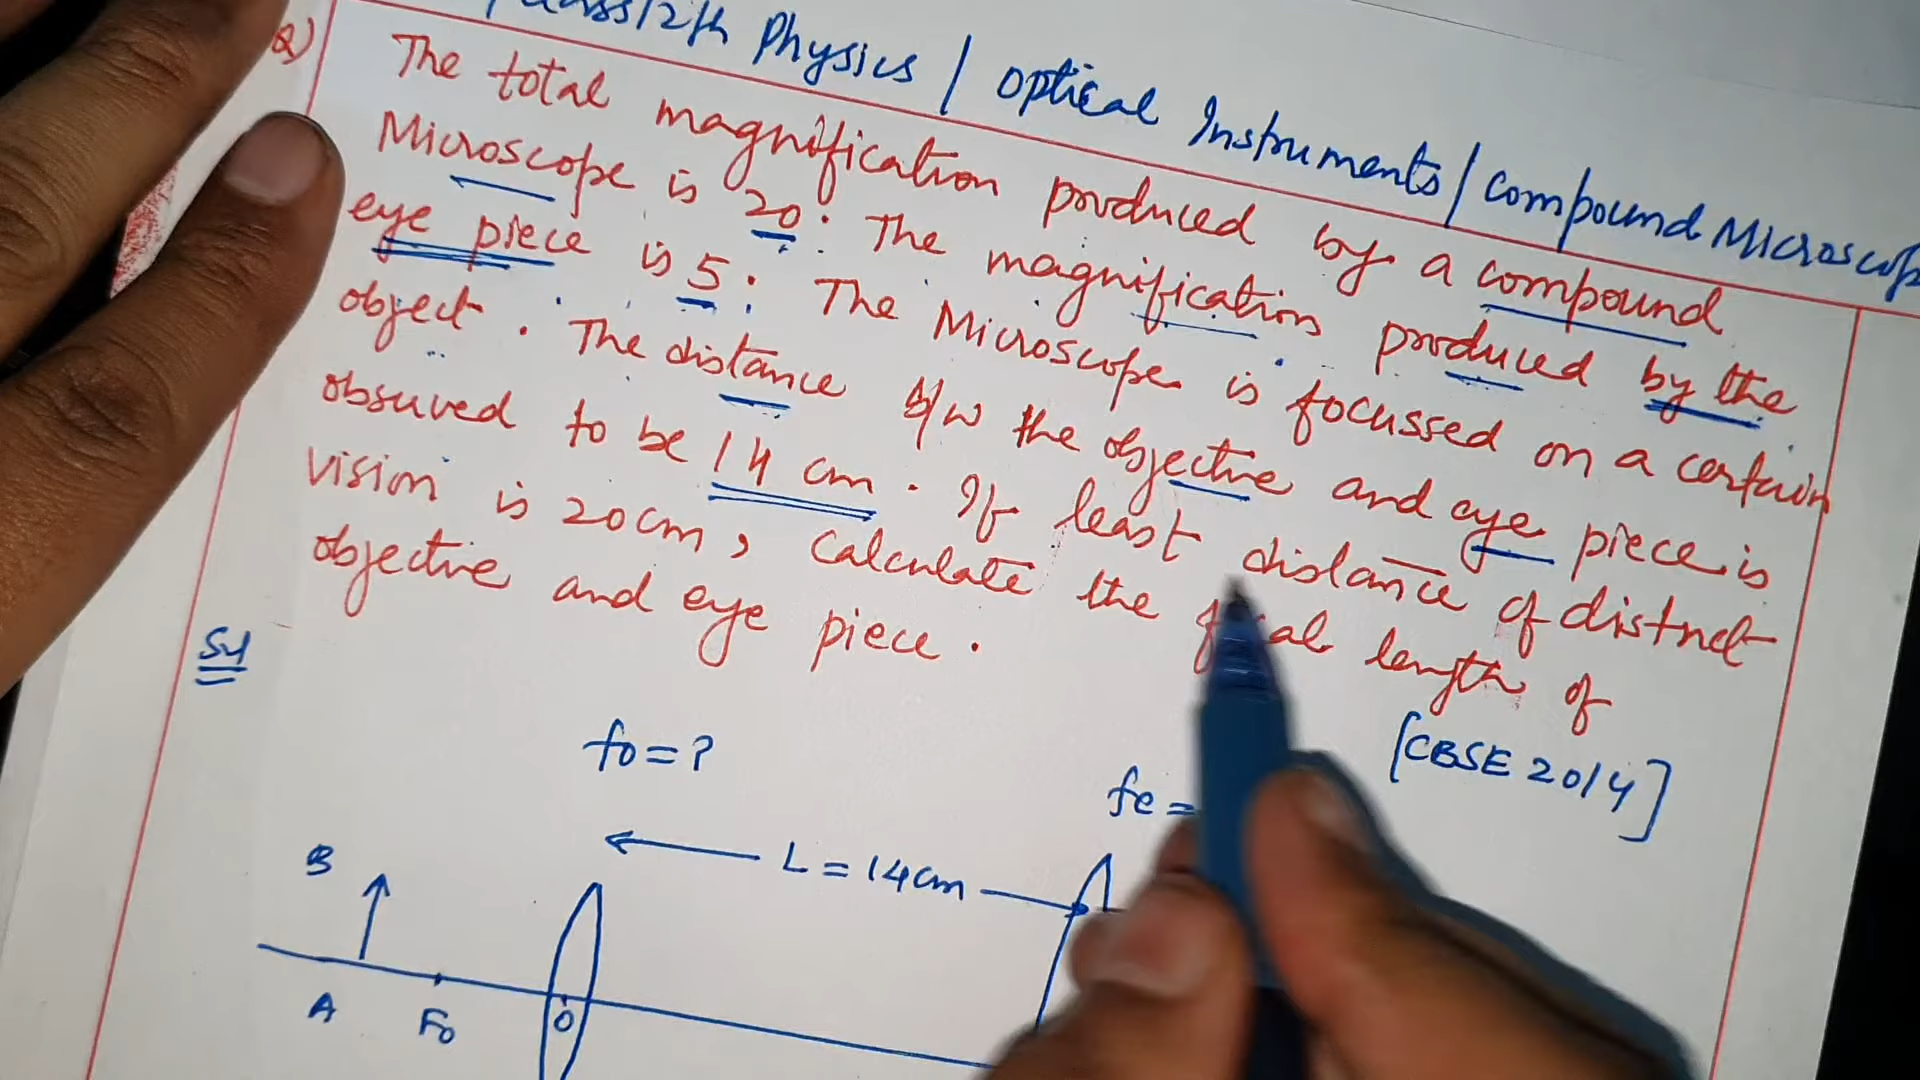 Class 12th Physics / Optical Instruments / Compound Microscop
Q) The total magnification produced by a compound
Microscope is 20. The magnification produced by the
eye piece is 5. The Microscope is focussed on a certain
object. The distance b/w the objective and eye piece is
observed to be 14 cm. If least distance of distnct
vision is 20cm, Calculate the focal length of
objective and eye piece.
[CBSE 2014]
Sol
fo = ?
fe =
L = 14cm
B
A
Fo
O